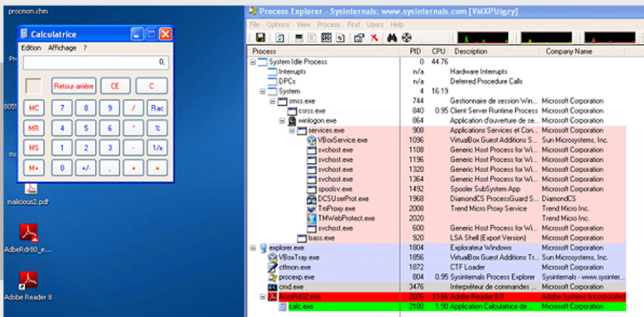 procmon.chm
Calculatrice
Edition Affichage ?
0.
Retour arrière CE C
MC 7 8 9 / Rac
MR 4 5 6 * %
MS 1 2 3 - 1/x
M+ 0 +/- , + =
malicious2.pdf
AdbeRdr80_e...
Adobe Reader 8
Process Explorer - Sysinternals: www.sysinternals.com [VMXP\tigzy]
File Options View Process Find Users Help
Process PID CPU Description Company Name
System Idle Process 0 44.76
Interrupts n/a Hardware Interrupts
DPCs n/a Deferred Procedure Calls
System 4 16.19
smss.exe 744 Gestionnaire de session Win... Microsoft Corporation
csrss.exe 840 0.95 Client Server Runtime Process Microsoft Corporation
winlogon.exe 864 Application d'ouverture de se... Microsoft Corporation
services.exe 908 Applications Services et Con... Microsoft Corporation
VBoxService.exe 1096 VirtualBox Guest Additions S... Sun Microsystems, Inc.
svchost.exe 1108 Generic Host Process for Wi... Microsoft Corporation
svchost.exe 1196 Generic Host Process for Wi... Microsoft Corporation
svchost.exe 1320 Generic Host Process for Wi... Microsoft Corporation
svchost.exe 1364 Generic Host Process for Wi... Microsoft Corporation
spoolsv.exe 1492 Spooler SubSystem App Microsoft Corporation
DCSUserProt.exe 1968 DiamondCS ProcessGuard S... DiamondCS
TmProxy.exe 2008 Trend Micro Proxy Service Trend Micro Inc.
TMWebProtect.exe 2020 Trend Micro Inc.
svchost.exe 600 Generic Host Process for Wi... Microsoft Corporation
lsass.exe 920 LSA Shell (Export Version) Microsoft Corporation
explorer.exe 1804 Explorateur Windows Microsoft Corporation
VBoxTray.exe 1856 VirtualBox Guest Additions Tr... Sun Microsystems, Inc.
ctfmon.exe 1872 CTF Loader Microsoft Corporation
procexp.exe 804 0.95 Sysinternals Process Explorer Sysinternals - www.sysinter...
cmd.exe 3476 Interpréteur de commandes ... Microsoft Corporation
AcroRd32.exe 2076 33.66 Adobe Reader 8.0 Adobe Systems Incorporated
calc.exe 2108 1.90 Application Calculatrice de ... Microsoft Corporation